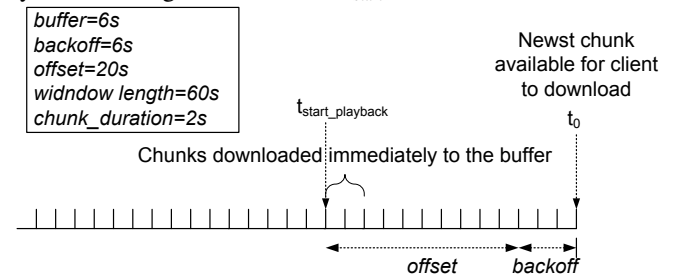 buffer=6s
backoff=6s
offset=20s
widndow length=60s
chunk_duration=2s
Newst chunk
available for client
to download
t0
tstart_playback
Chunks downloaded immediately to the buffer
offset
backoff